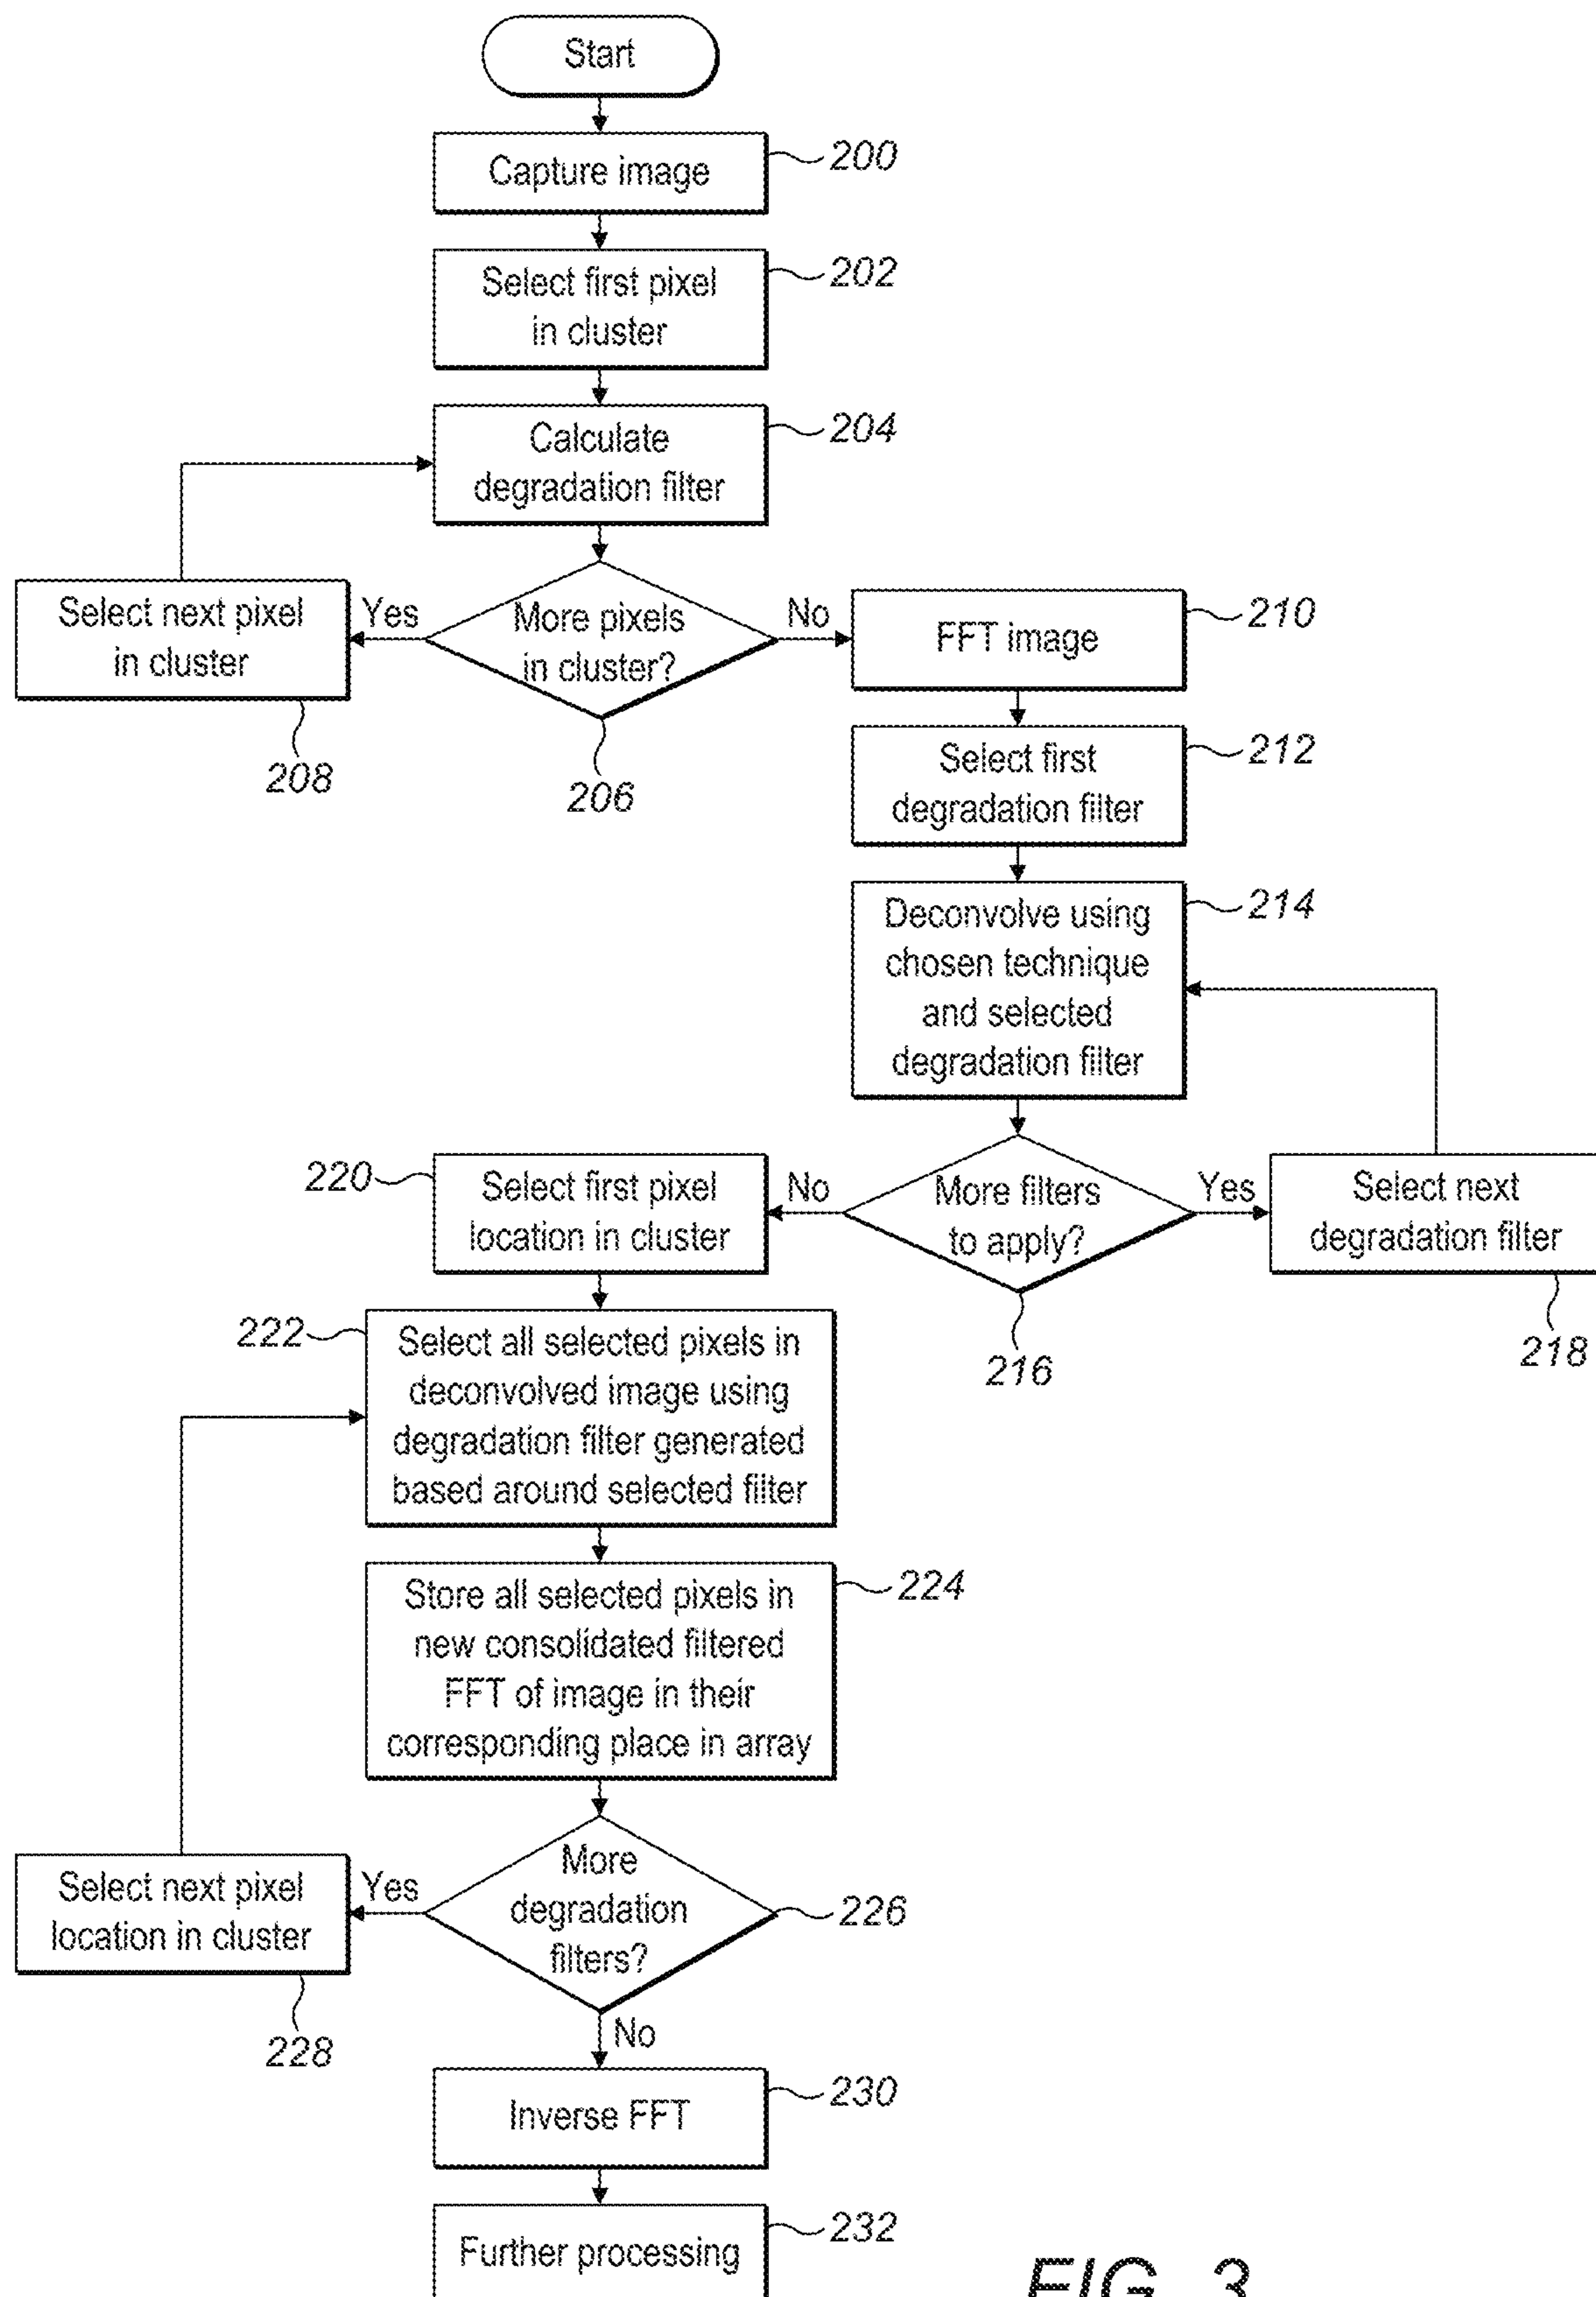 Start
Capture image
200
Select first pixel
in cluster
202
Calculate
degradation filter
204
Select next pixel
in cluster
208
Yes
More pixels
in cluster?
206
No
FFT image
210
Select first
degradation filter
212
Deconvolve using
chosen technique
and selected
degradation filter
214
220
Select first pixel
location in cluster
No
More filters
to apply?
216
Yes
Select next
degradation filter
218
222
Select all selected pixels in
deconvolved image using
degradation filter generated
based around selected filter
Store all selected pixels in
new consolidated filtered
FFT of image in their
corresponding place in array
224
Select next pixel
location in cluster
228
Yes
More
degradation
filters?
226
No
Inverse FFT
230
Further processing
232
FIG. 3